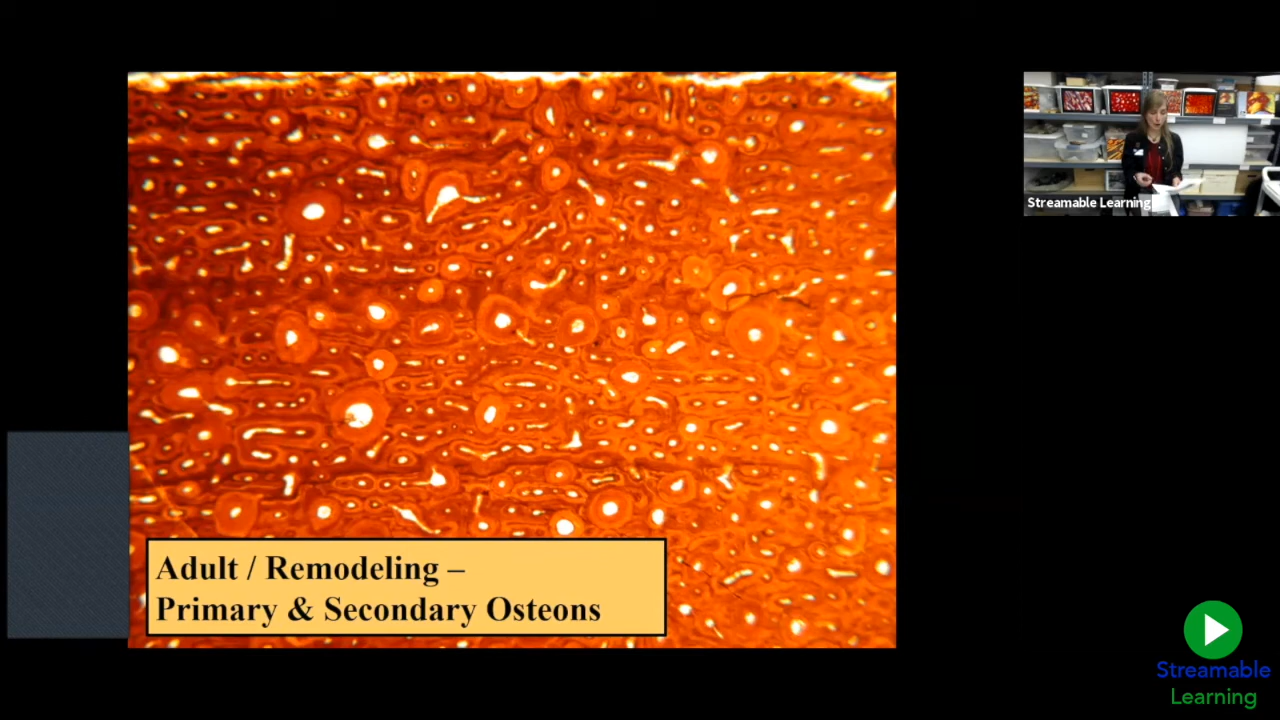 Adult / Remodeling –
Primary & Secondary Osteons
Streamable Learning
Streamable
Learning